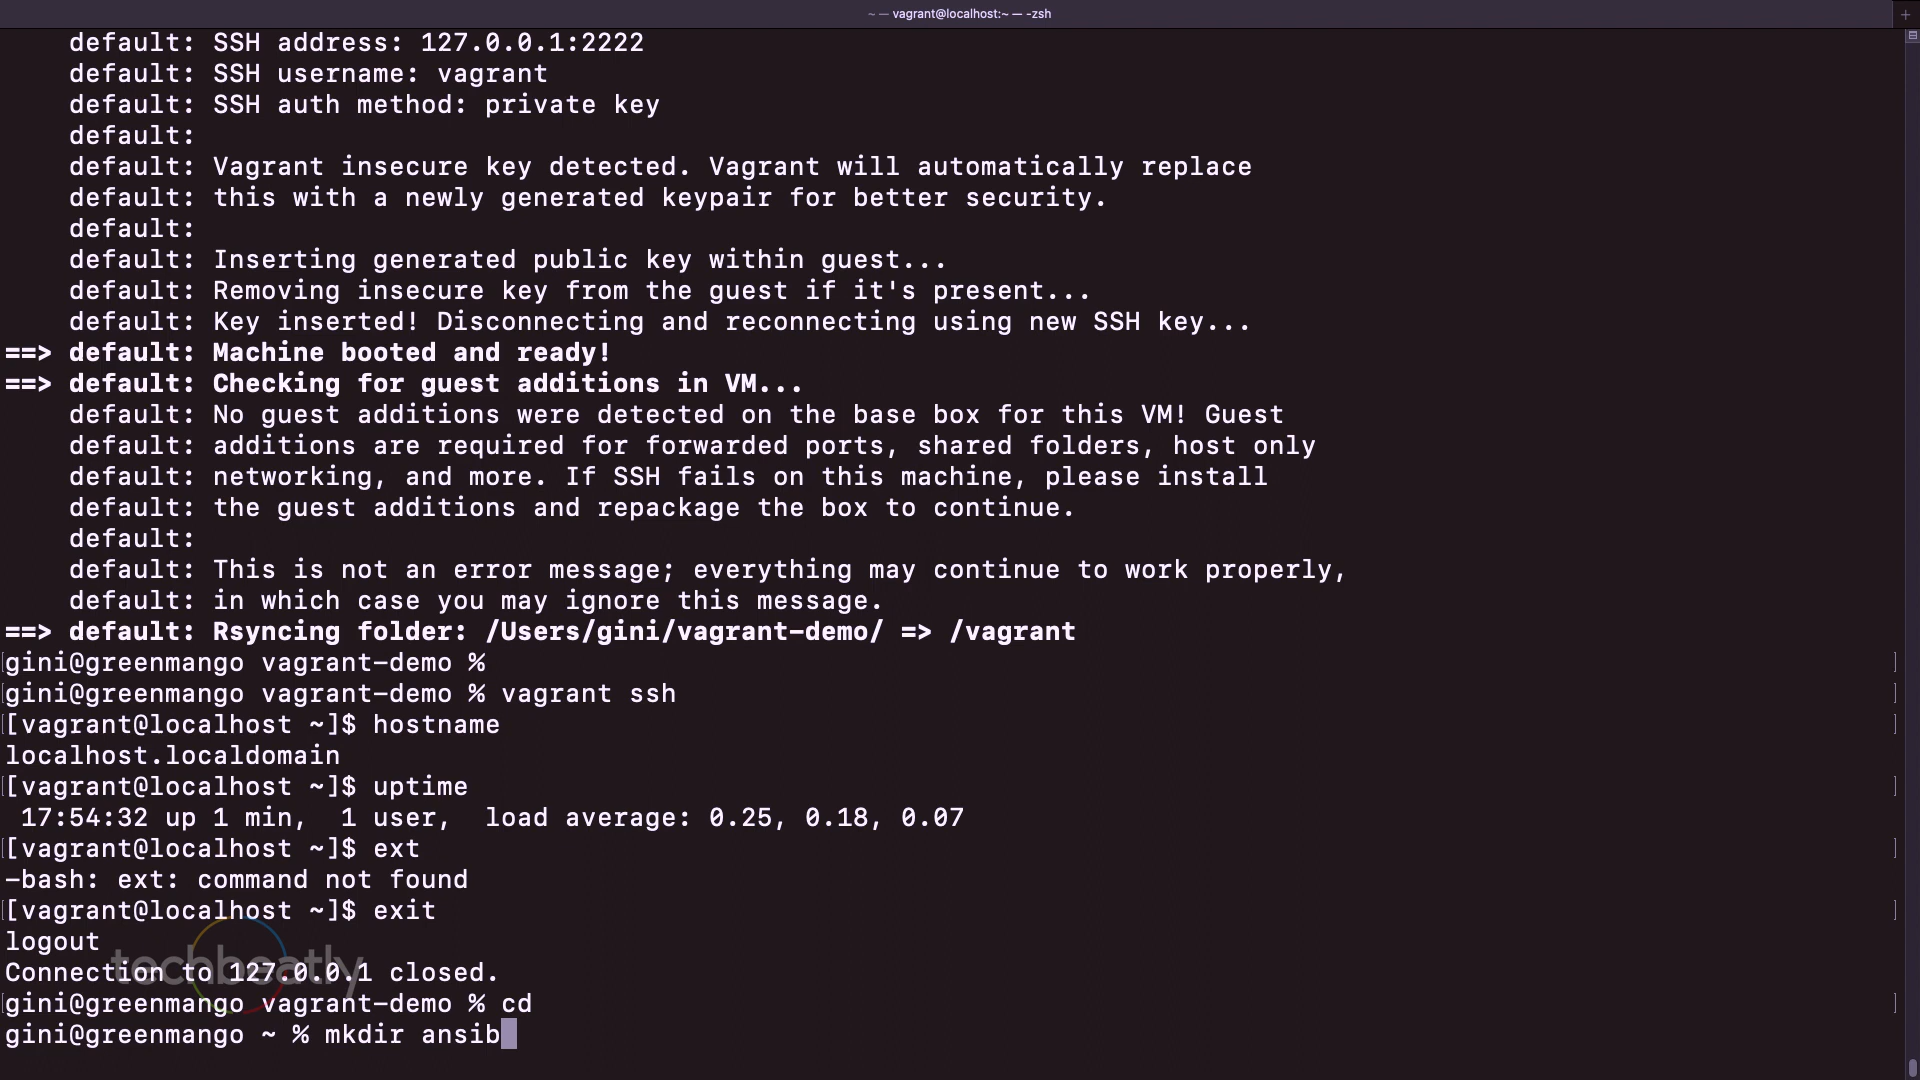 ~ — vagrant@localhost:~ — -zsh
default: SSH address: 127.0.0.1:2222
default: SSH username: vagrant
default: SSH auth method: private key
default:
default: Vagrant insecure key detected. Vagrant will automatically replace
default: this with a newly generated keypair for better security.
default:
default: Inserting generated public key within guest...
default: Removing insecure key from the guest if it's present...
default: Key inserted! Disconnecting and reconnecting using new SSH key...
==> default: Machine booted and ready!
==> default: Checking for guest additions in VM...
default: No guest additions were detected on the base box for this VM! Guest
default: additions are required for forwarded ports, shared folders, host only
default: networking, and more. If SSH fails on this machine, please install
default: the guest additions and repackage the box to continue.
default:
default: This is not an error message; everything may continue to work properly,
default: in which case you may ignore this message.
==> default: Rsyncing folder: /Users/gini/vagrant-demo/ => /vagrant
gini@greenmango vagrant-demo %
gini@greenmango vagrant-demo % vagrant ssh
[vagrant@localhost ~]$ hostname
localhost.localdomain
[vagrant@localhost ~]$ uptime
17:54:32 up 1 min,  1 user,  load average: 0.25, 0.18, 0.07
[vagrant@localhost ~]$ ext
-bash: ext: command not found
[vagrant@localhost ~]$ exit
logout
techbeatly
Connection to 127.0.0.1 closed.
gini@greenmango vagrant-demo % cd
gini@greenmango ~ % mkdir ansib